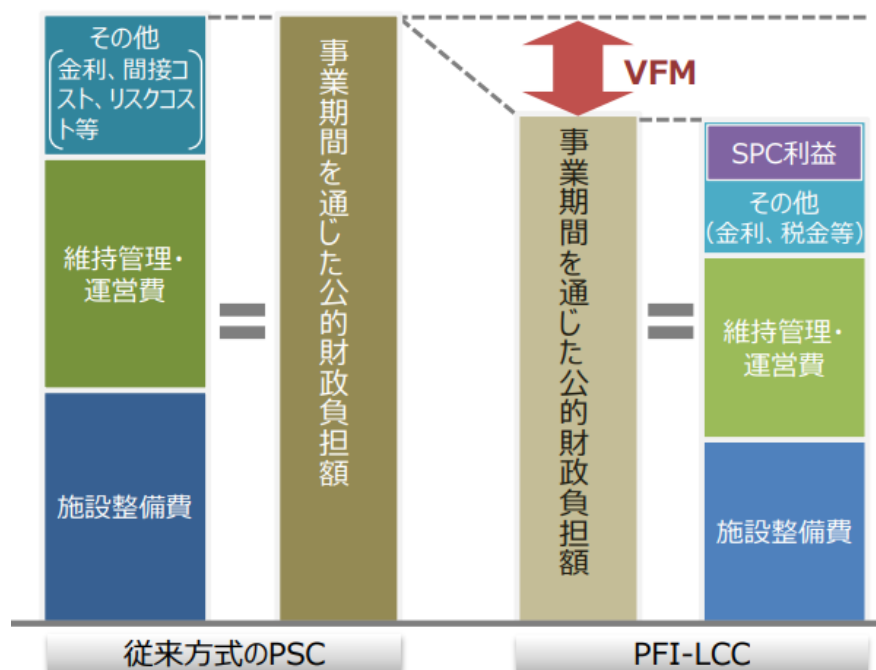 その他
金利、間接コ
スト、リスクコス
ト等
維持管理・
運営費
施設整備費
事業期間を通じた公的財政負担額
VFM
事業期間を通じた公的財政負担額
SPC利益
その他
(金利、税金等)
維持管理・
運営費
施設整備費
従来方式のPSC
PFI-LCC